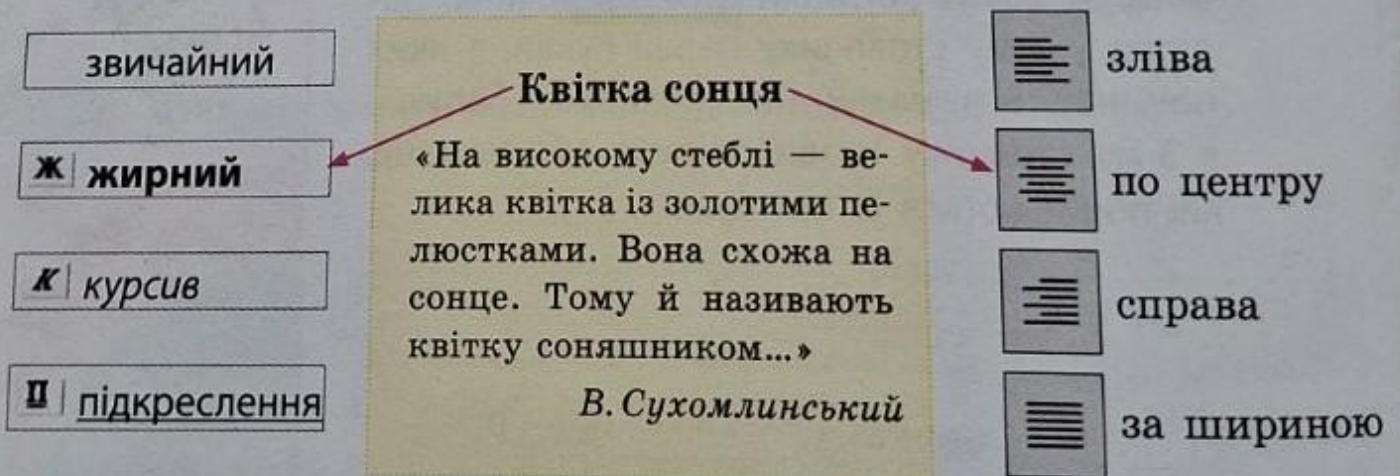 звичайний
Ж жирний
К курсив
П підкреслення
Квітка сонця
«На високому стеблі — ве-
лика квітка із золотими пе-
люстками. Вона схожа на
сонце. Тому й називають
квітку соняшником...»
В. Сухомлинський
зліва
по центру
справа
за шириною